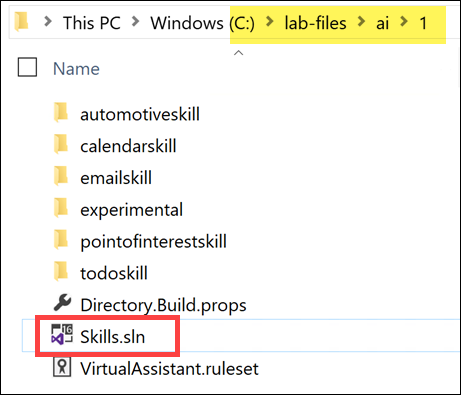 This PC > Windows (C:) > lab-files > ai > 1
Name
automotiveskill
calendarskill
emailskill
experimental
pointofinterestskill
todoskill
Directory.Build.props
16
Skills.sln
VirtualAssistant.ruleset